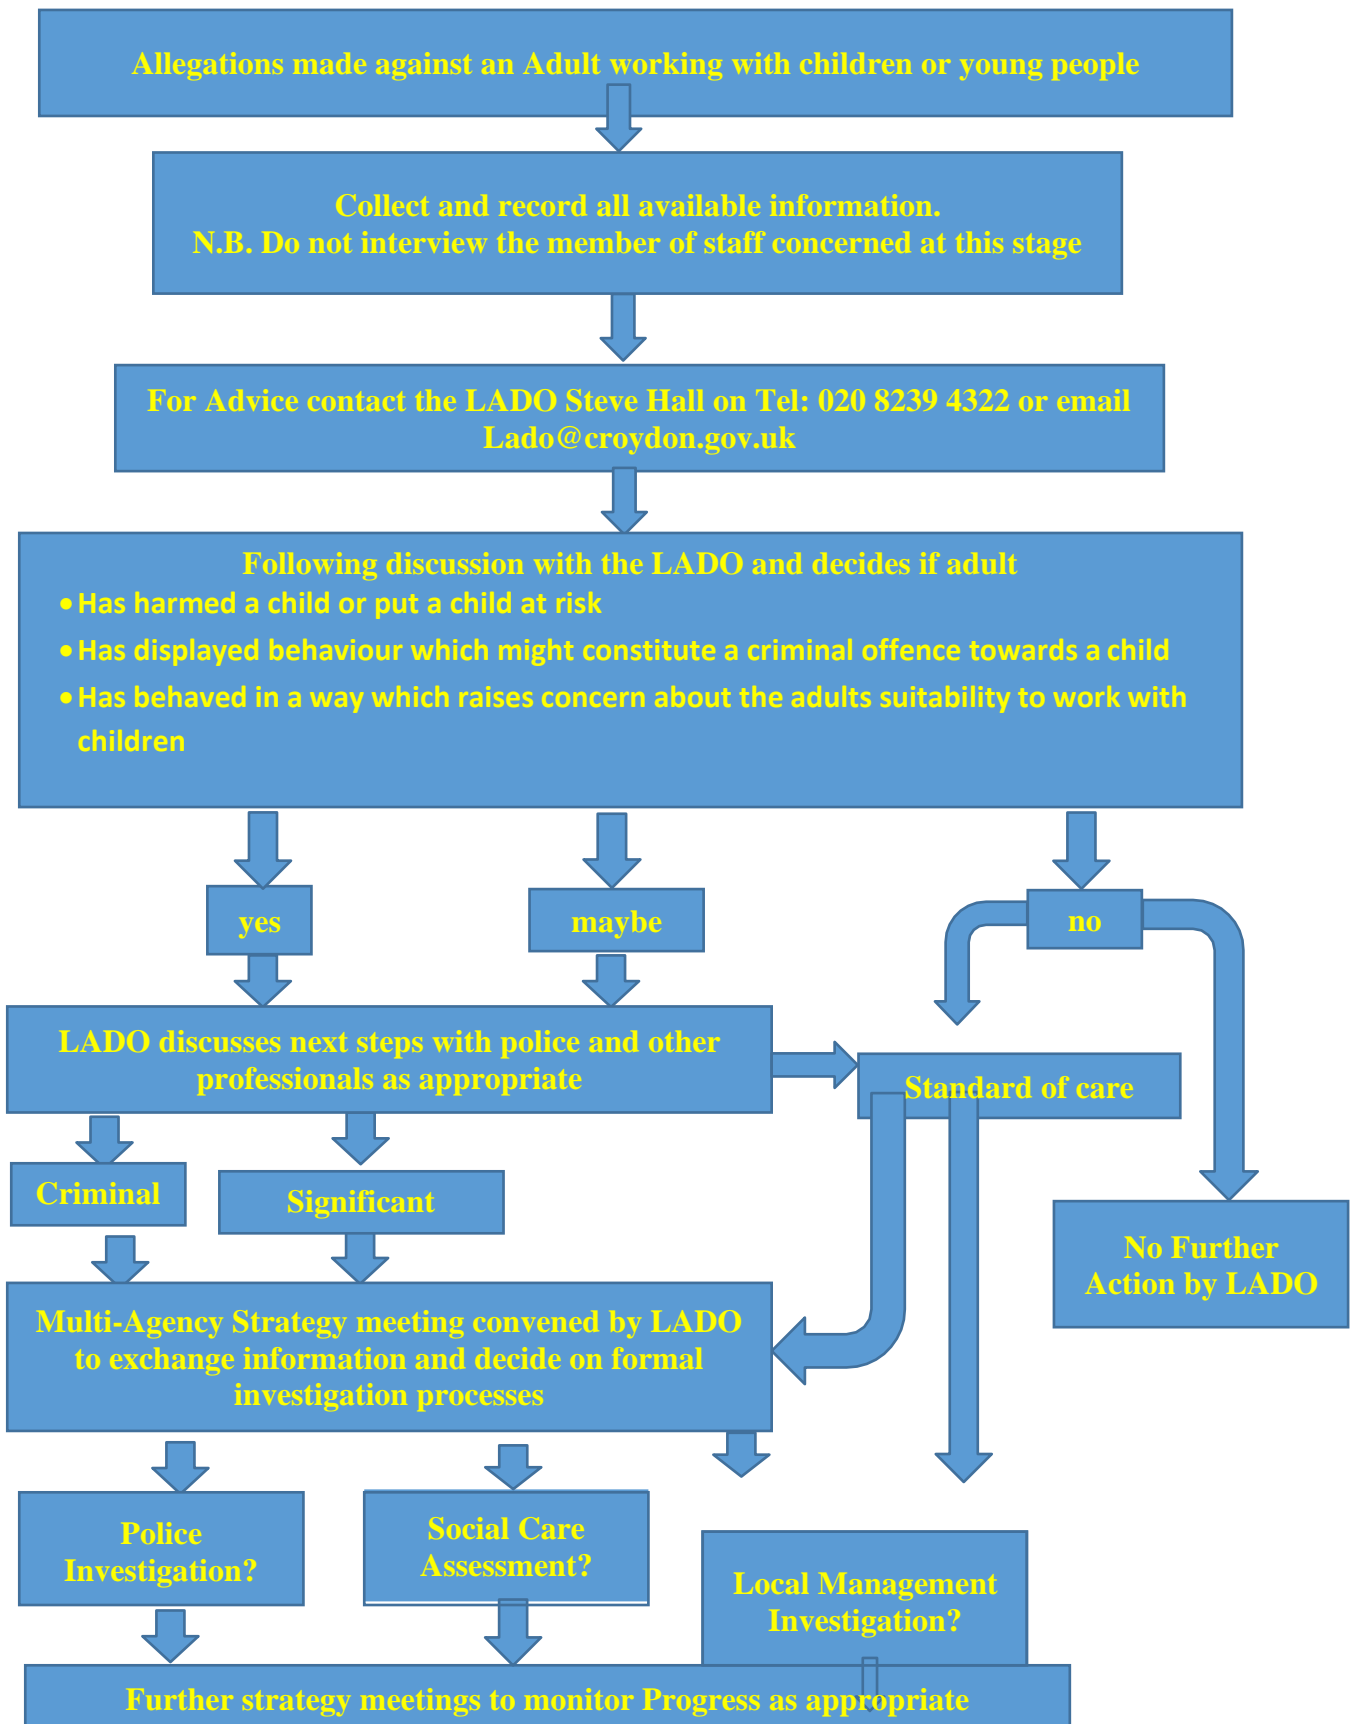 Allegations made against an Adult working with children or young people
Collect and record all available information.
N.B. Do not interview the member of staff concerned at this stage
For Advice contact the LADO Steve Hall on Tel: 020 8239 4322 or email
Lado@croydon.gov.uk
Following discussion with the LADO and decides if adult
• Has harmed a child or put a child at risk
• Has displayed behaviour which might constitute a criminal offence towards a child
• Has behaved in a way which raises concern about the adults suitability to work with
children
yes
maybe
no
LADO discusses next steps with police and other
professionals as appropriate
Standard of care
Criminal
Significant
No Further
Action by LADO
Multi-Agency Strategy meeting convened by LADO
to exchange information and decide on formal
investigation processes
Police
Investigation?
Social Care
Assessment?
Local Management
Investigation?
Further strategy meetings to monitor Progress as appropriate